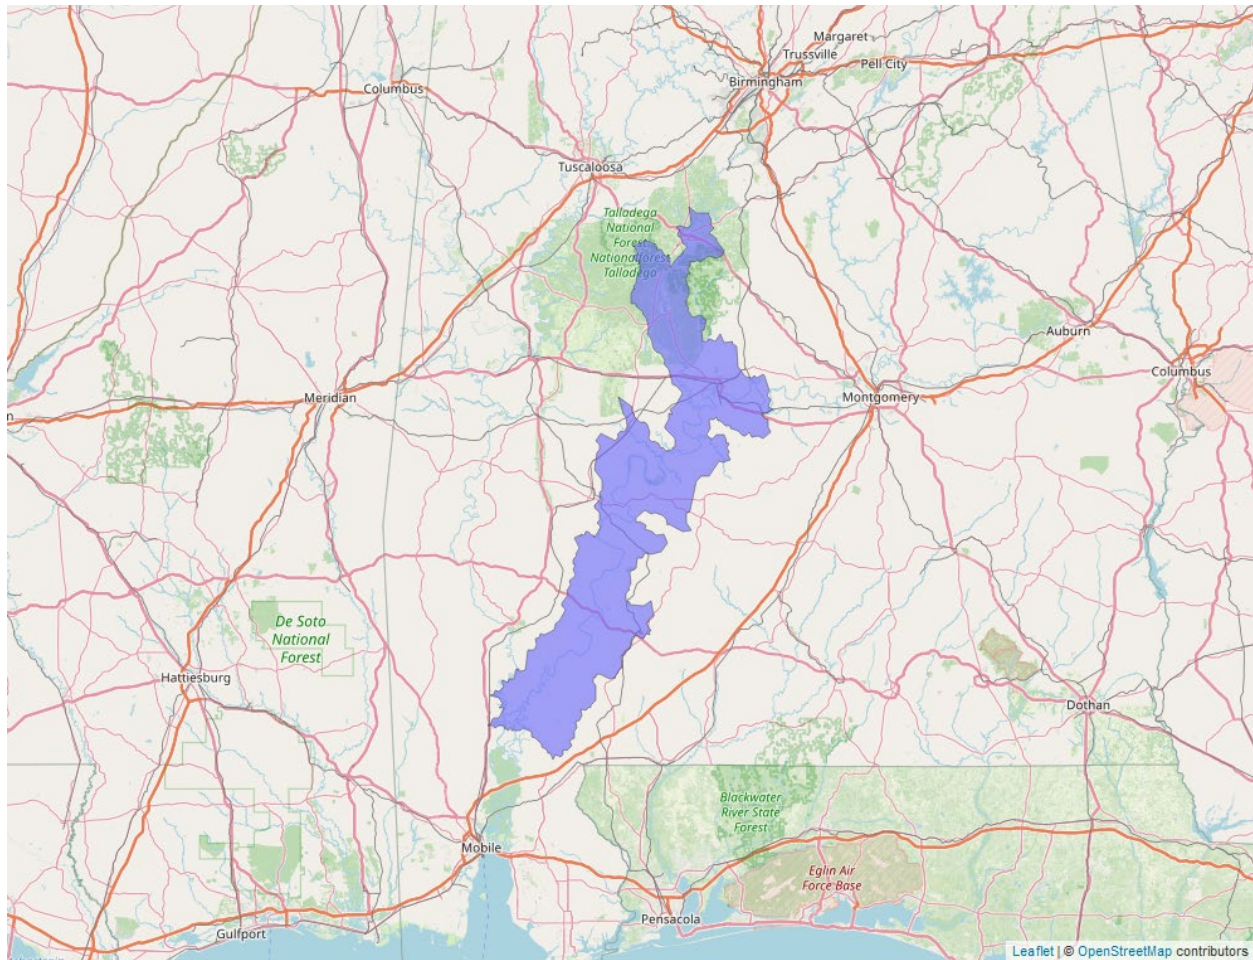 Margaret
Trussville
Pell City
Birmingham
Columbus
Tuscaloosa
Talladega
National
Forest
National forest
Talladega
Auburn
Columbus
Meridian
Montgomery
De Soto
National
Forest
Hattiesburg
Dothan
Blackwater
River State
Forest
Mobile
Eglin Air
Force Base
Pensacola
Gulfport
Leaflet | © OpenStreetMap contributors